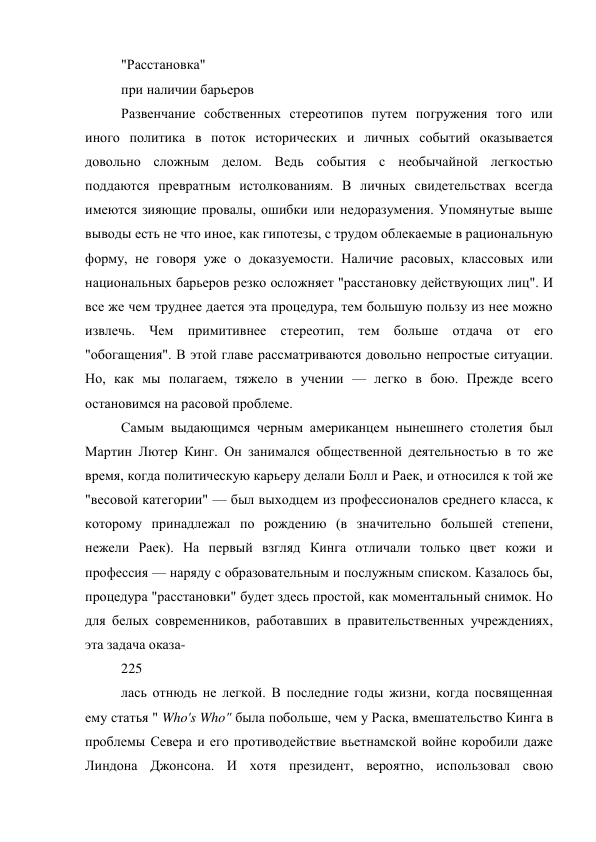 "Расстановка"
при наличии барьеров
Развенчание собственных стереотипов путем погружения того или
иного политика в поток исторических и личных событий оказывается
довольно сложным делом. Ведь события с необычайной легкостью
поддаются превратным истолкованиям. В личных свидетельствах всегда
имеются зияющие провалы, ошибки или недоразумения. Упомянутые выше
выводы есть не что иное, как гипотезы, с трудом облекаемые в рациональную
форму, не говоря уже о доказуемости. Наличие расовых, классовых или
национальных барьеров резко осложняет "расстановку действующих лиц". И
все же чем труднее дается эта процедура, тем большую пользу из нее можно
извлечь. Чем примитивнее стереотип, тем больше отдача от его
"обогащения". В этой главе рассматриваются довольно непростые ситуации.
Но, как мы полагаем, тяжело в учении — легко в бою. Прежде всего
остановимся на расовой проблеме.
Самым выдающимся черным американцем нынешнего столетия был
Мартин Лютер Кинг. Он занимался общественной деятельностью в то же
время, когда политическую карьеру делали Болл и Раек, и относился к той же
"весовой категории" — был выходцем из профессионалов среднего класса, к
которому принадлежал по рождению (в значительно большей степени,
нежели Раек). На первый взгляд Кинга отличали только цвет кожи и
профессия — наряду с образовательным и послужным списком. Казалось бы,
процедура "расстановки" будет здесь простой, как моментальный снимок. Но
для белых современников, работавших в правительственных учреждениях,
эта задача оказа-
225
лась отнюдь не легкой. В последние годы жизни, когда посвященная
ему статья " Who's Who" была побольше, чем у Раска, вмешательство Кинга в
проблемы Севера и его противодействие вьетнамской войне коробили даже
Линдона Джонсона. И хотя президент, вероятно, использовал свою